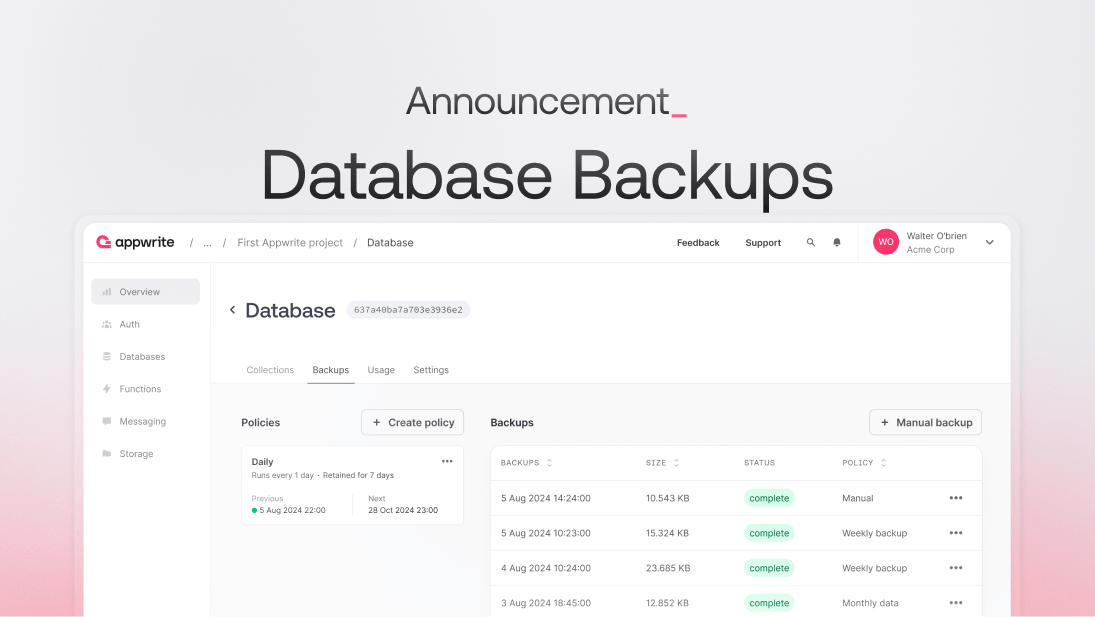 Announcement_
Database Backups
appwrite / ... / First Appwrite project / Database Feedback Support WO Walter O'brien
Acme Corp
Overview
Auth
Databases
Functions
Messaging
Storage
Database 637a40ba7a703e3936e2
Collections Backups Usage Settings
Policies + Create policy
Daily •••
Runs every 1 day · Retained for 7 days
Previous Next
5 Aug 2024 22:00 28 Oct 2024 23:00
Backups + Manual backup
BACKUPS SIZE STATUS POLICY
5 Aug 2024 14:24:00 10.543 KB complete Manual •••
5 Aug 2024 10:23:00 15.324 KB complete Weekly backup •••
4 Aug 2024 10:24:00 23.685 KB complete Weekly backup •••
3 Aug 2024 18:45:00 12.852 KB complete Monthly data •••